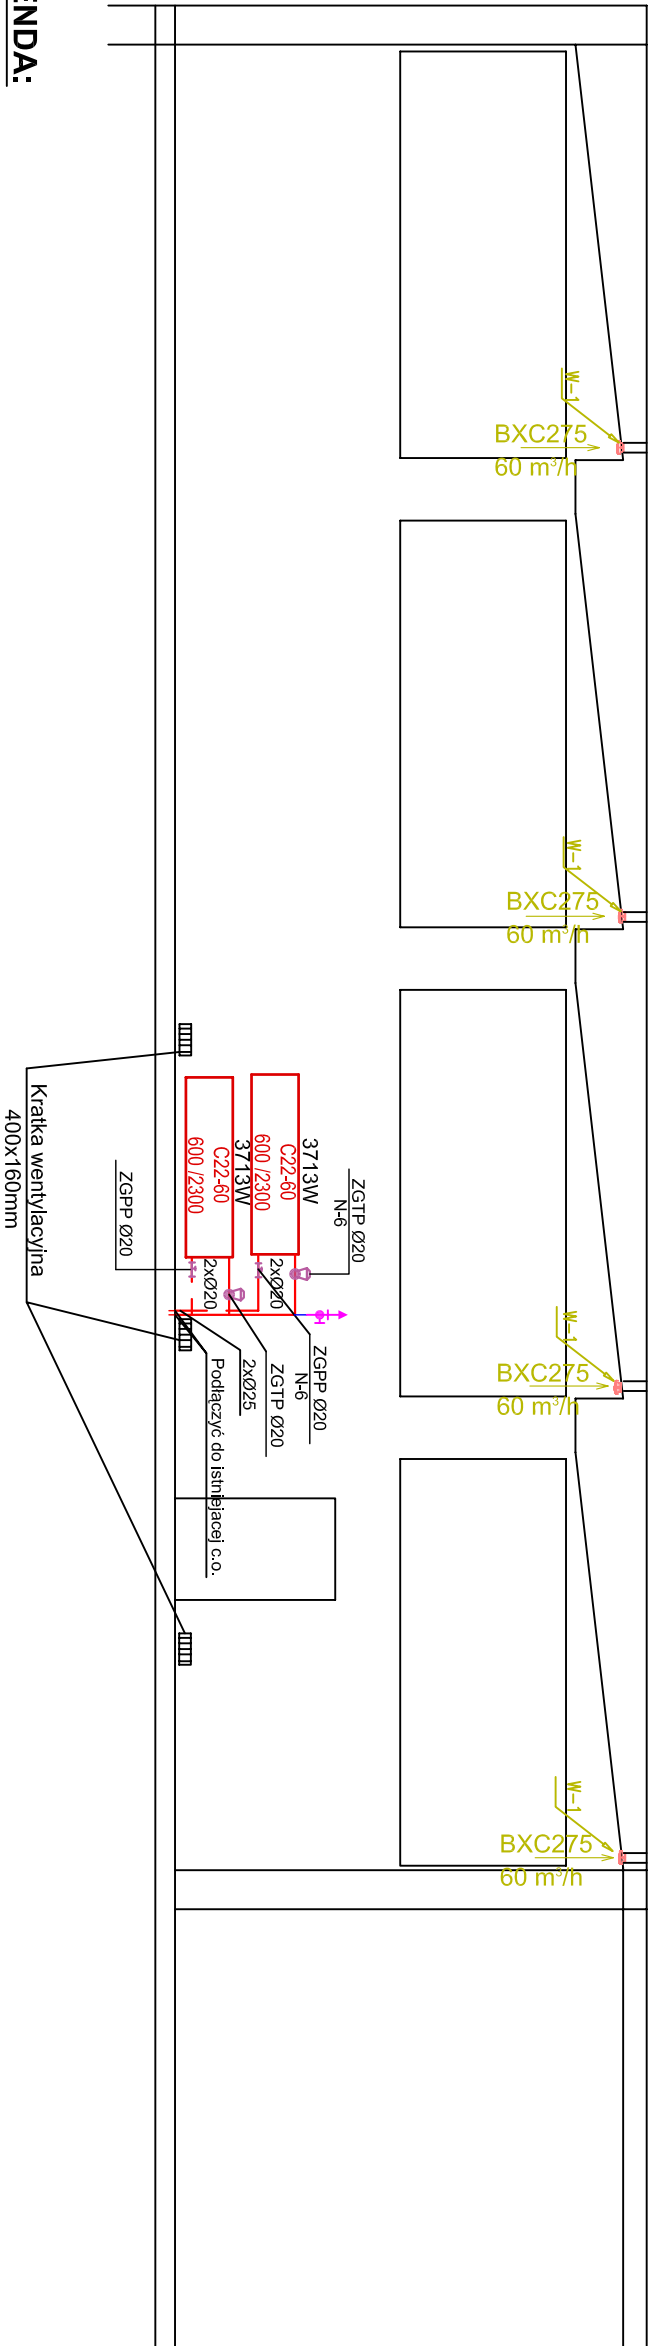 ENDA:
W-1
BXC275
60 m³/h
W-1
BXC275
60 m³/h
W-1
BXC275
60 m³/h
W-1
BXC275
60 m³/h
3713W
C22-60
600 /2300
3713W
C22-60
600 /2300
ZGTP Ø20
N-6
2xØ20
2xØ20
ZGPP Ø20
ZGPP Ø20
N-6
ZGTP Ø20
2xØ25
Podłączyć do istniejacej c.o.
Kratka wentylacyjna
400x160mm